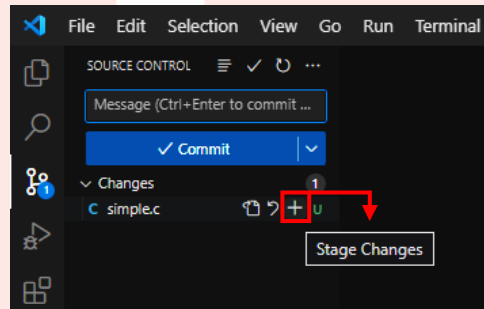 File Edit Selection View Go Run Terminal
SOURCE CONTROL
Message (Ctrl+Enter to commit ...
Commit
Changes 1
C simple.c U
1
Stage Changes